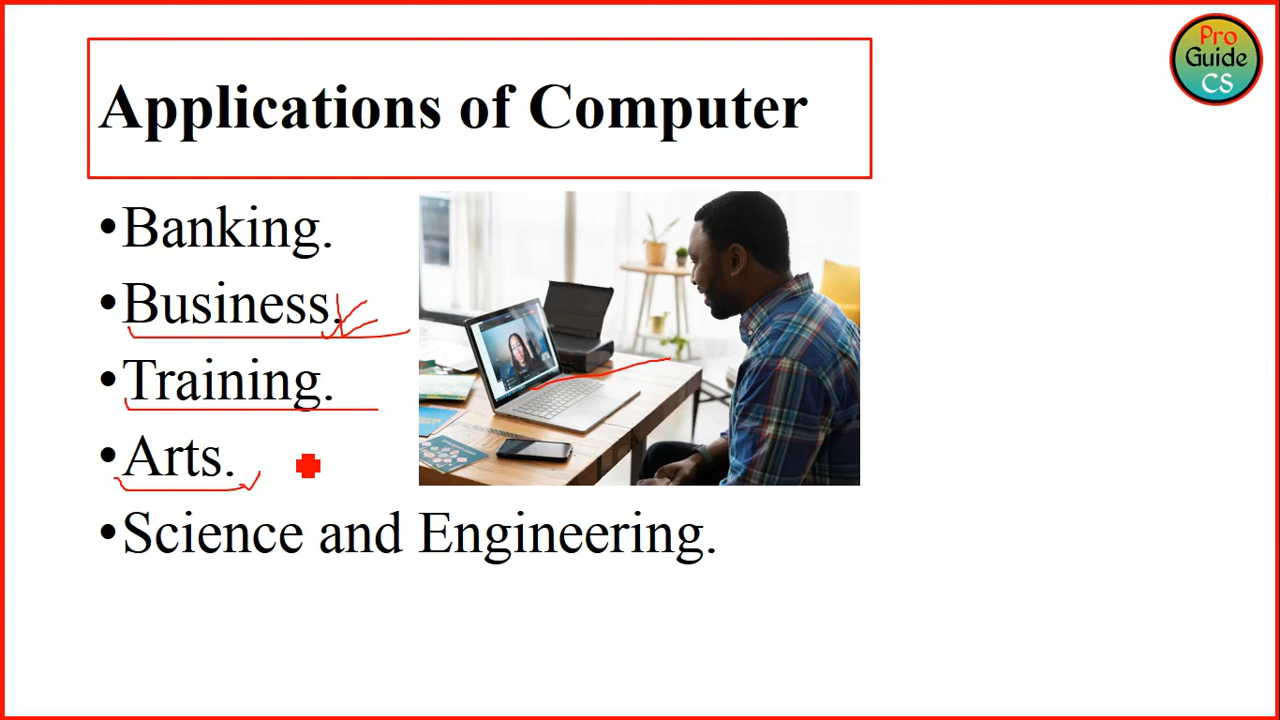 Pro
Guide
CS
Applications of Computer
•Banking.
•Business.
•Training.
•Arts.
•Science and Engineering.